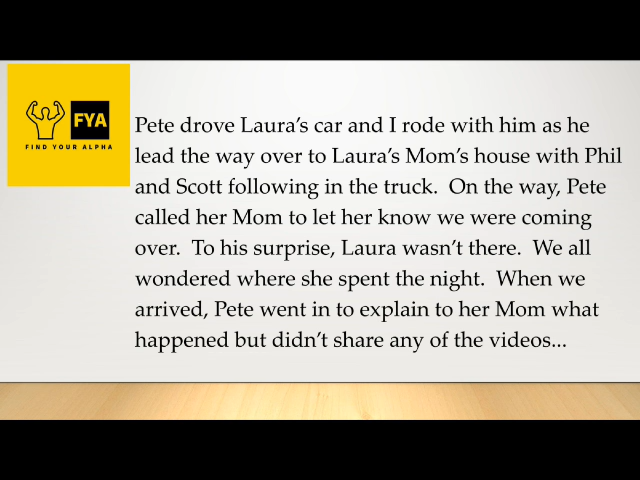 FYA
FIND YOUR ALPHA
Pete drove Laura's car and I rode with him as he
lead the way over to Laura's Mom's house with Phil
and Scott following in the truck.  On the way, Pete
called her Mom to let her know we were coming
over.  To his surprise, Laura wasn't there.  We all
wondered where she spent the night.  When we
arrived, Pete went in to explain to her Mom what
happened but didn't share any of the videos...